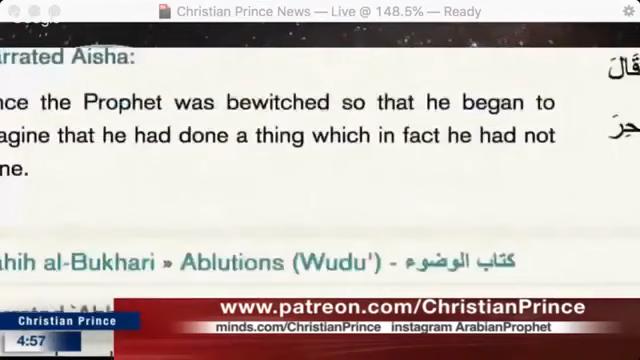 Christian Prince News — Live @ 148.5% — Ready
rrated Aisha:
قَالَ
nce the Prophet was bewitched so that he began to
حِرَ
agine that he had done a thing which in fact he had not
ne.
hih al-Bukhari » Ablutions (Wudu') - كتاب الوضوء
www.patreon.com/ChristianPrince
Christian Prince
minds.com/ChristianPrince instagram ArabianProphet
4:57